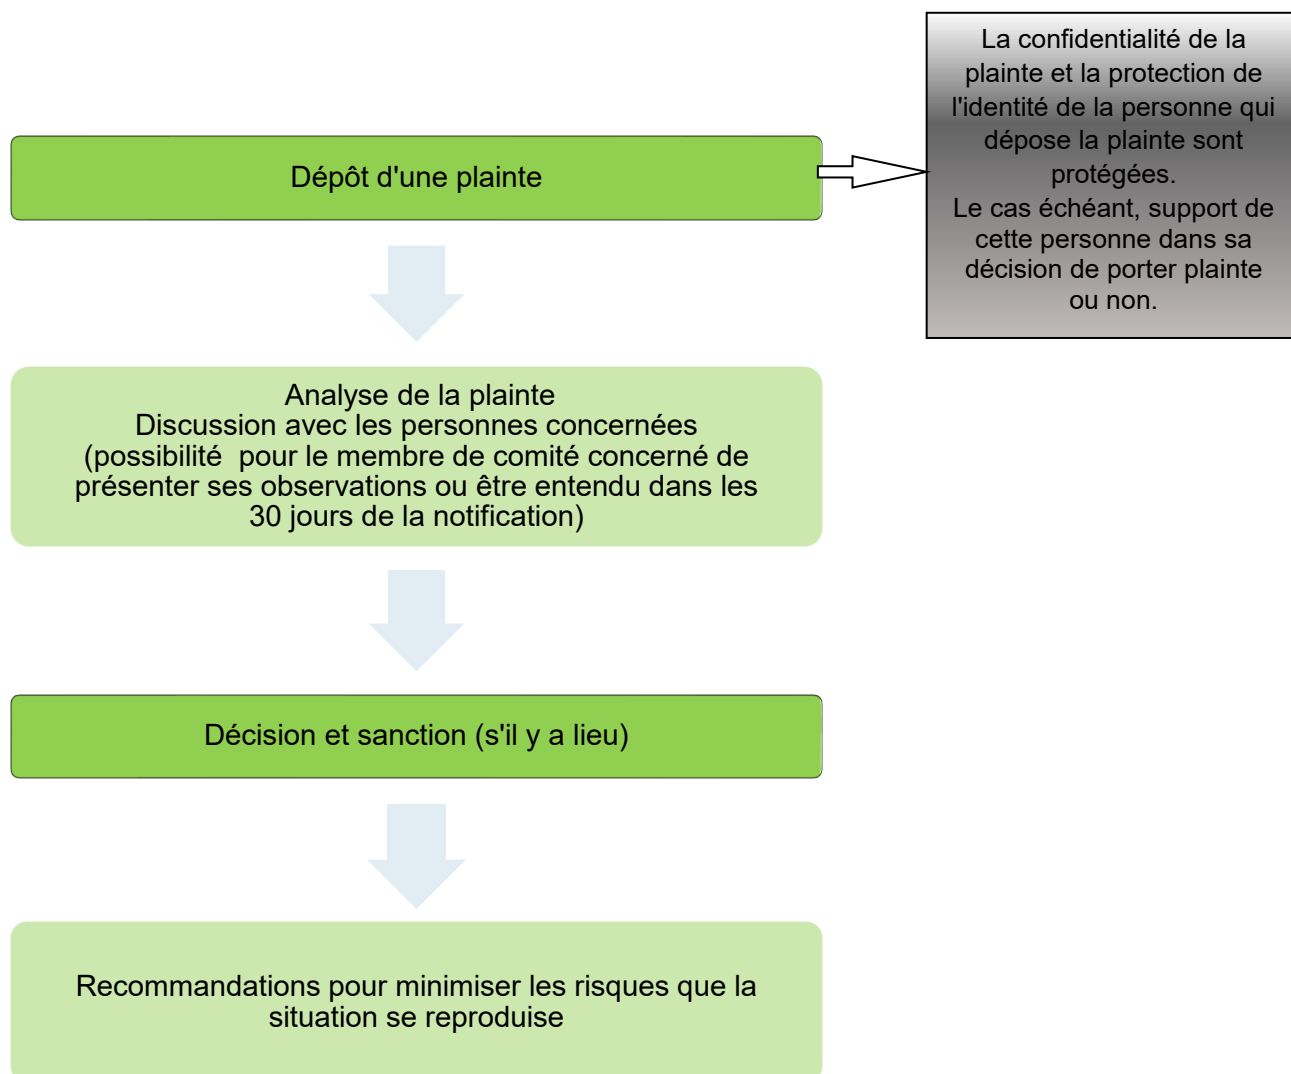 Dépôt d'une plainte
La confidentialité de la
plainte et la protection de
l'identité de la personne qui
dépose la plainte sont
protégées.
Le cas échéant, support de
cette personne dans sa
décision de porter plainte
ou non.
Analyse de la plainte
Discussion avec les personnes concernées
(possibilité pour le membre de comité concerné de
présenter ses observations ou être entendu dans les
30 jours de la notification)
Décision et sanction (s'il y a lieu)
Recommandations pour minimiser les risques que la
situation se reproduise